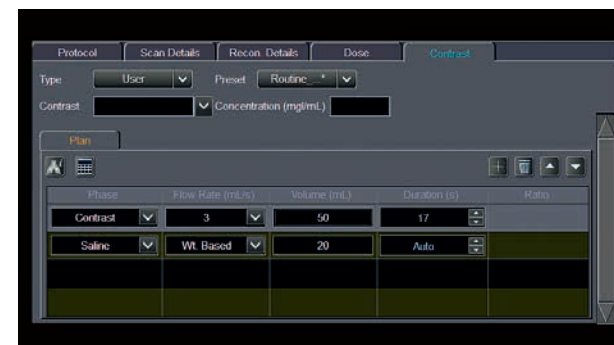 Protocol Scan Details Recon. Details Dose Contrast
Type User Preset Routine_...*
Contrast Concentration (mgI/mL)
Plan
Phase Flow Rate (mL/s) Volume (mL) Duration (s) Ratio
Contrast 3 50 17
Saline Wt. Based 20 Auto